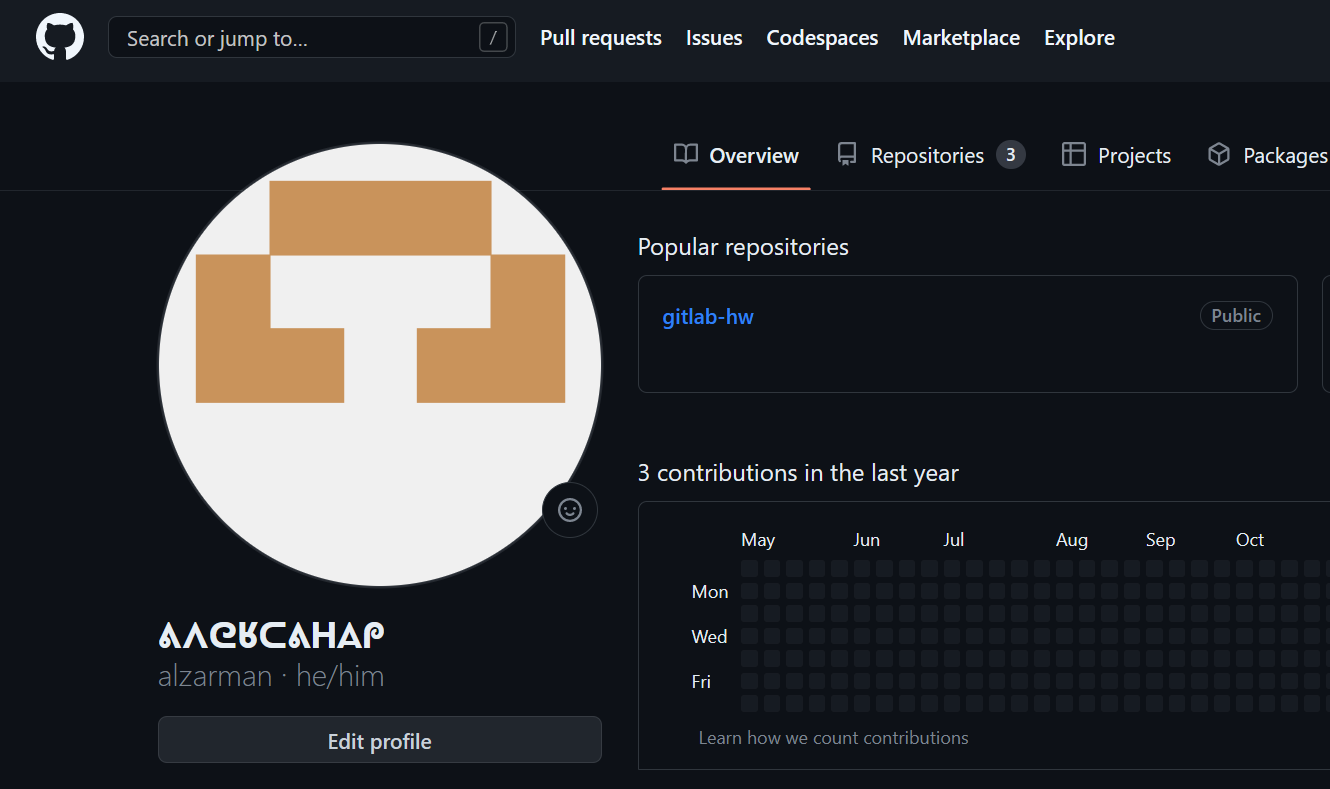 Search or jump to...
/
Pull requests
Issues
Codespaces
Marketplace
Explore
Overview
Repositories 3
Projects
Packages
Popular repositories
gitlab-hw
Public
3 contributions in the last year
May Jun Jul Aug Sep Oct
Mon
Wed
Fri
Learn how we count contributions
alzarman · he/him
Edit profile